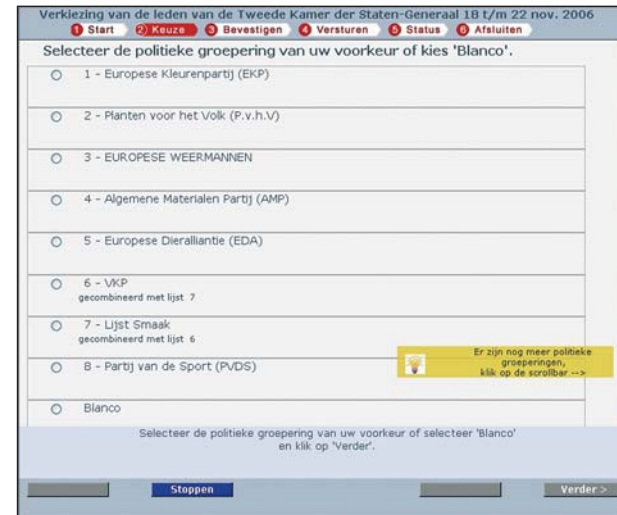 Verkiezing van de leden van de Tweede Kamer der Staten-Generaal 18 t/m 22 nov. 2006
1 Start 2 Keuze 3 Bevestigen 4 Versturen 5 Status 6 Afsluiten
Selecteer de politieke groepering van uw voorkeur of kies 'Blanco'.
1 - Europese Kleurenpartij (EKP)
2 - Planten voor het Volk (P.v.h.V)
3 - EUROPESE WEERMANNEN
4 - Algemene Materialen Partij (AMP)
5 - Europese Dieralliantie (EDA)
6 - VKP
gecombineerd met lijst 7
7 - Lijst Smaak
gecombineerd met lijst 6
8 - Partij van de Sport (PVDS)
Er zijn nog meer politieke
groeperingen,
klik op de scrollbar -->
Blanco
Selecteer de politieke groepering van uw voorkeur of selecteer 'Blanco'
en klik op 'Verder'.
Stoppen
Verder >